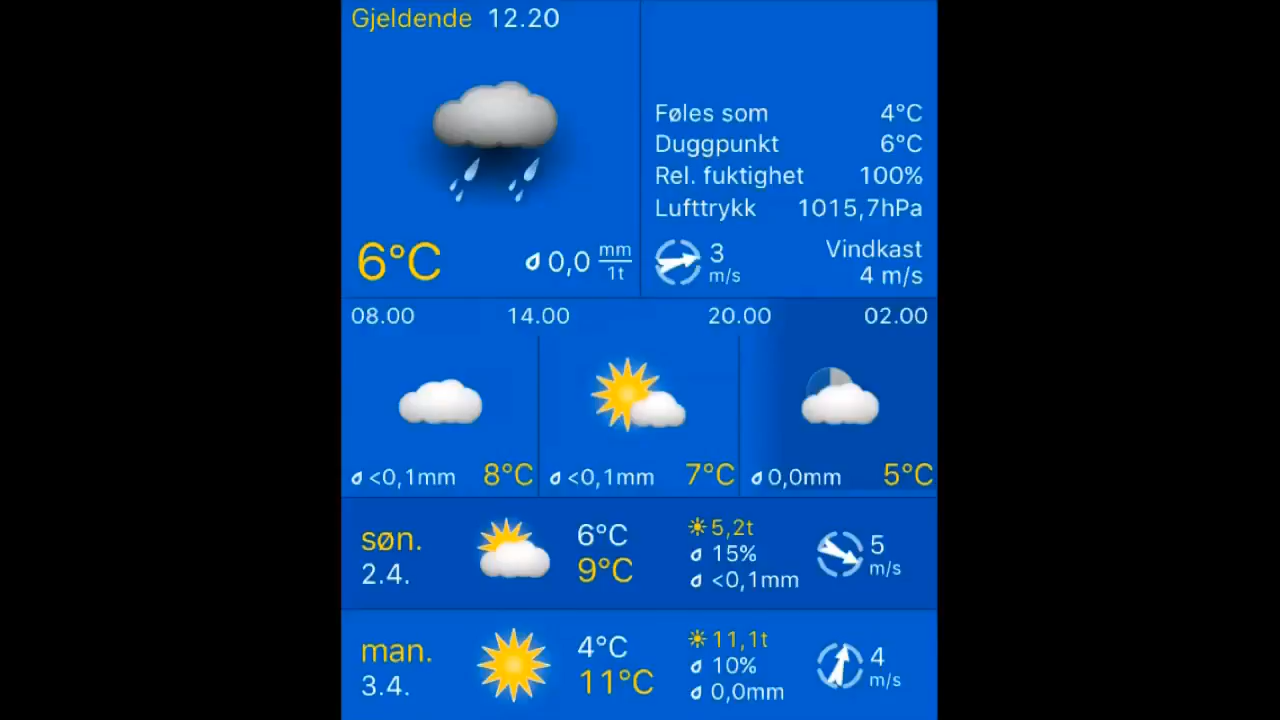 Gjeldende 12.20
Føles som 4°C
Duggpunkt 6°C
Rel. fuktighet 100%
Lufttrykk 1015,7hPa
6°C 0,0 mm/1t
3 m/s
Vindkast
4 m/s
08.00 14.00 20.00 02.00
<0,1mm 8°C <0,1mm 7°C 0,0mm 5°C
søn.
2.4.
6°C
9°C
5,2t
15%
<0,1mm
5 m/s
man.
3.4.
4°C
11°C
11,1t
10%
0,0mm
4 m/s